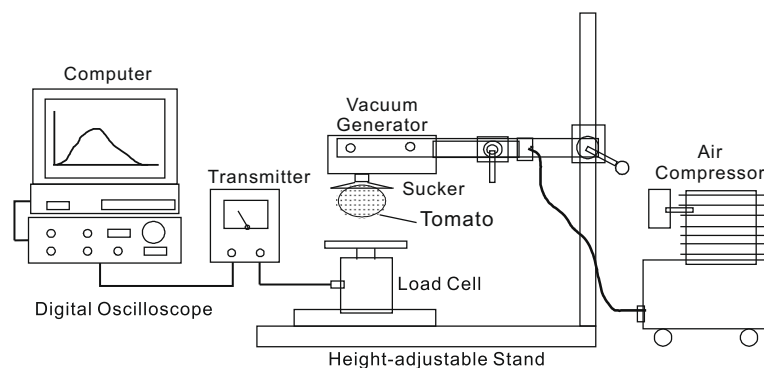 Computer
Vacuum
Generator
Air
Compressor
Transmitter
Sucker
Tomato
Load Cell
Digital Oscilloscope
Height-adjustable Stand